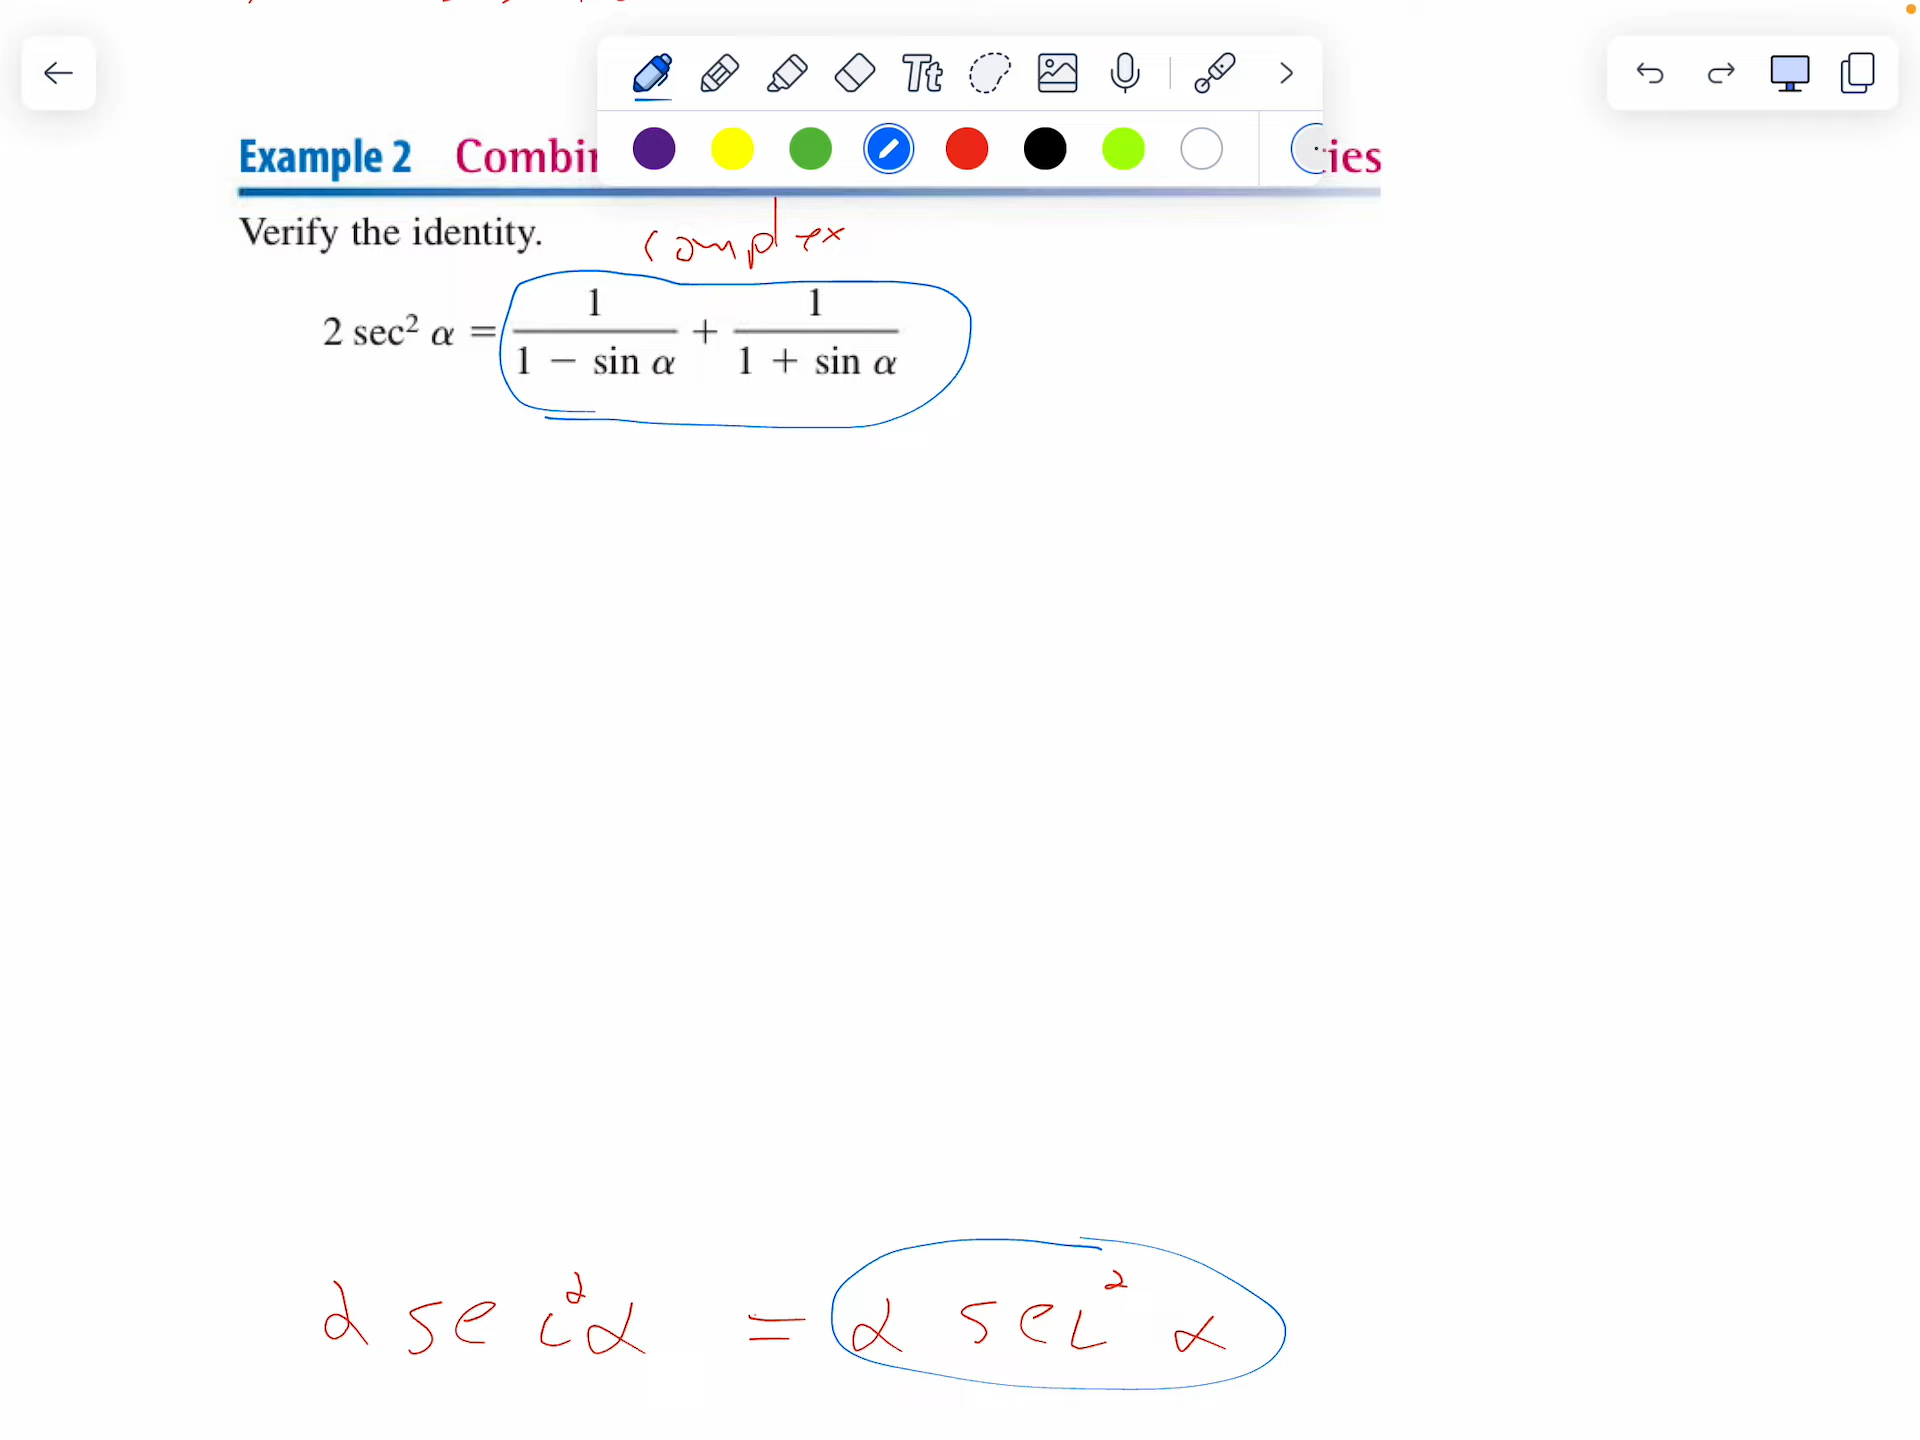 Example 2 Combin ies
Verify the identity.
complex
2 sec² α = 1/(1 − sin α) + 1/(1 + sin α)
2 sec²α = 2 sec² α